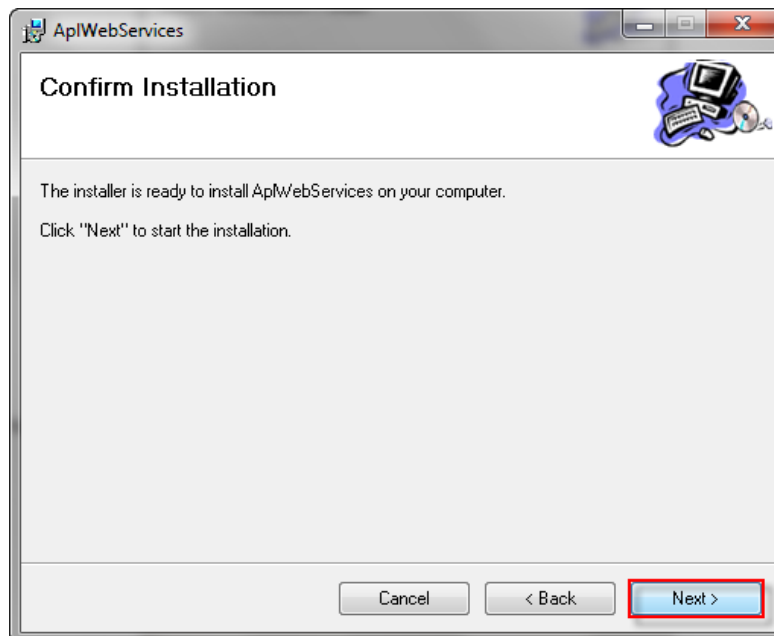 AplWebServices
Confirm Installation
The installer is ready to install AplWebServices on your computer.
Click "Next" to start the installation.
Cancel
< Back
Next >